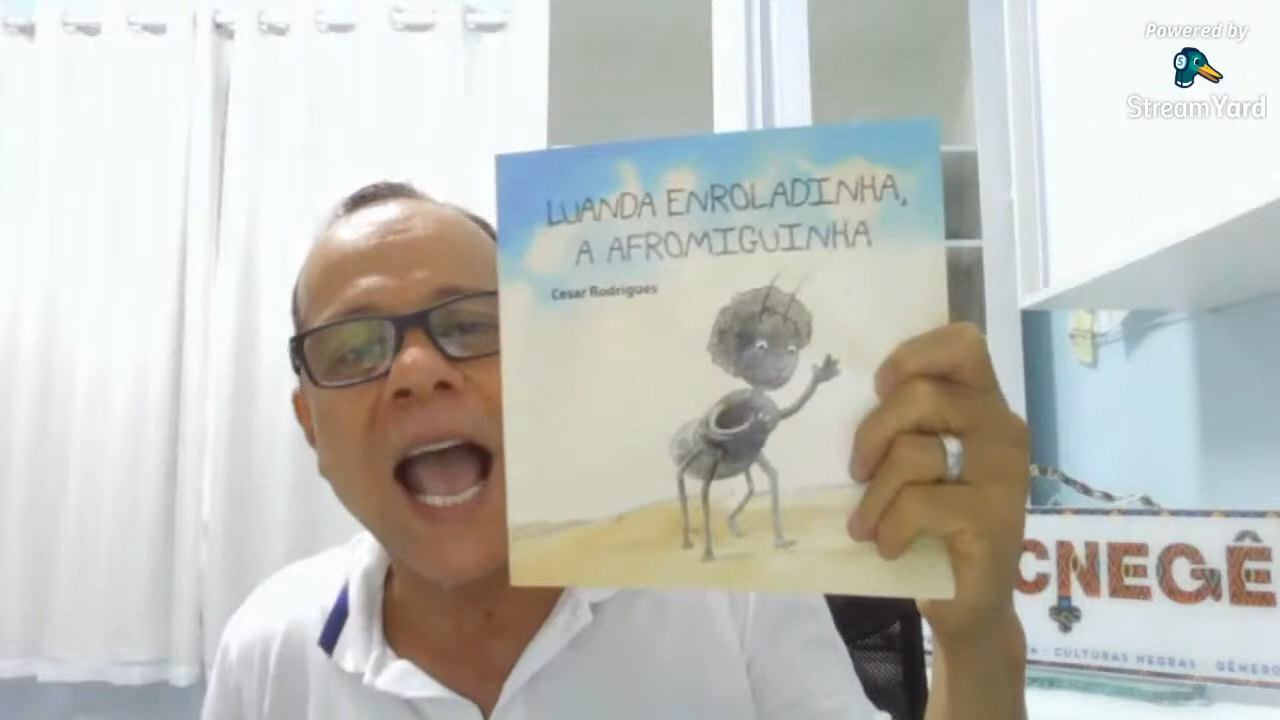 Powered by
StreamYard
LUANDA ENROLADINHA,
A AFROMIGUINHA
Cesar Rodrigues
CNEGÊ
CULTURAS NEGRAS · GÊNERO